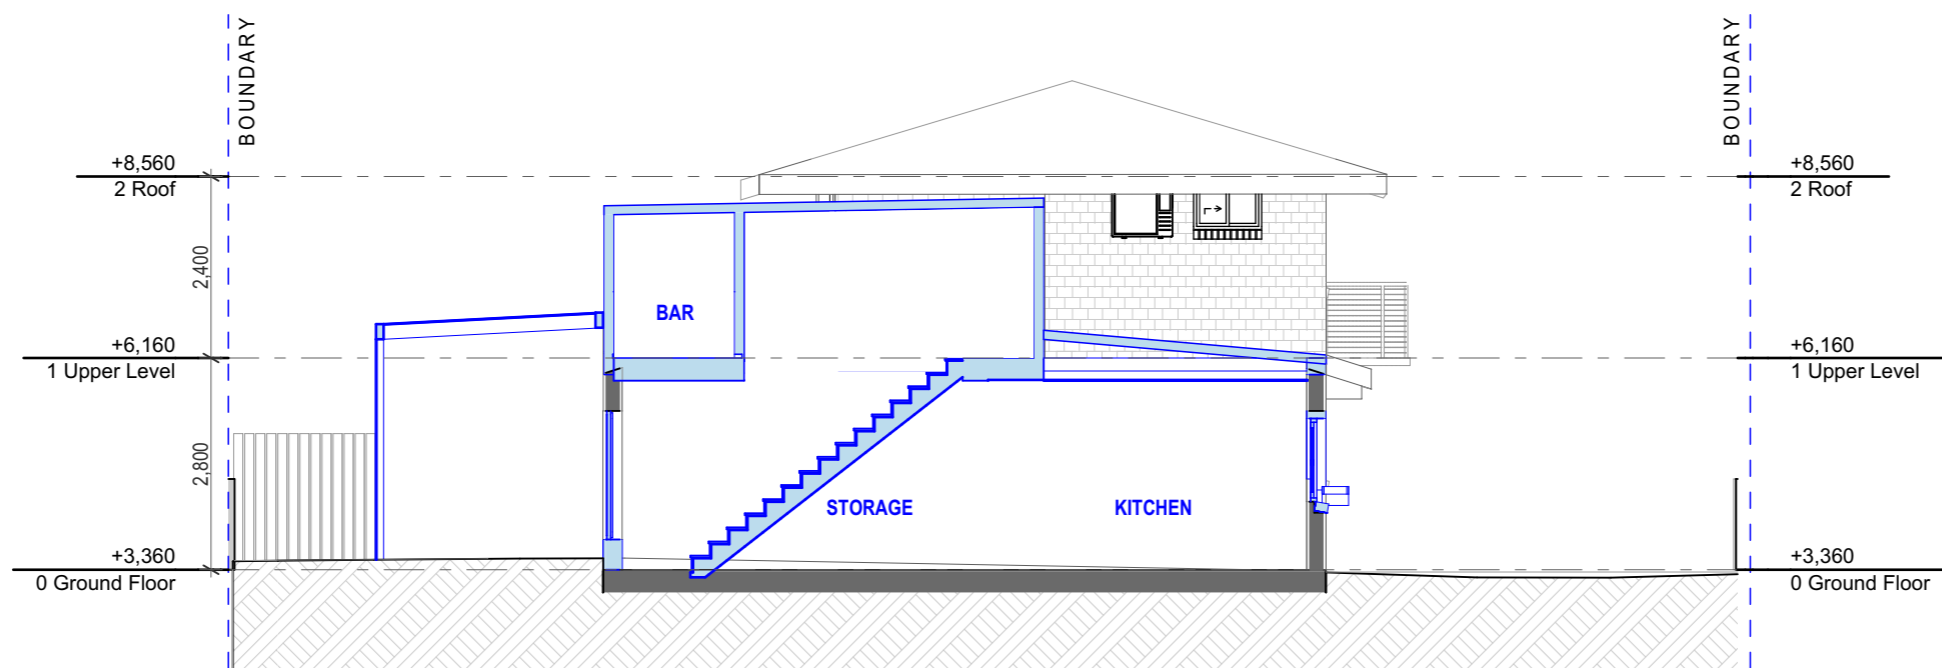 BOUNDARY
BOUNDARY
+8,560
2 Roof
+8,560
2 Roof
2,400
BAR
+6,160
1 Upper Level
+6,160
1 Upper Level
2,800
STORAGE
KITCHEN
+3,360
0 Ground Floor
+3,360
0 Ground Floor